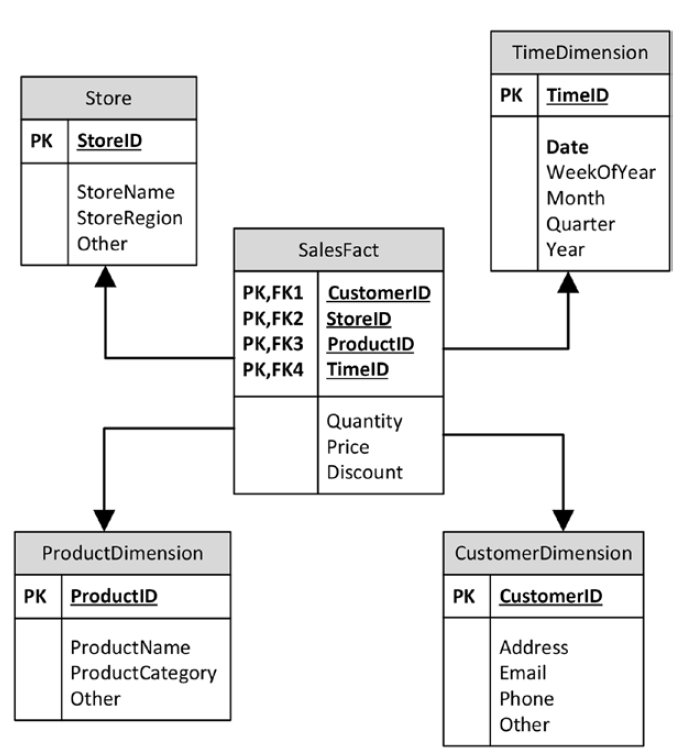 Store
PK StoreID
StoreName
StoreRegion
Other
TimeDimension
PK TimeID
Date
WeekOfYear
Month
Quarter
Year
SalesFact
PK,FK1 CustomerID
PK,FK2 StoreID
PK,FK3 ProductID
PK,FK4 TimeID
Quantity
Price
Discount
ProductDimension
PK ProductID
ProductName
ProductCategory
Other
CustomerDimension
PK CustomerID
Address
Email
Phone
Other